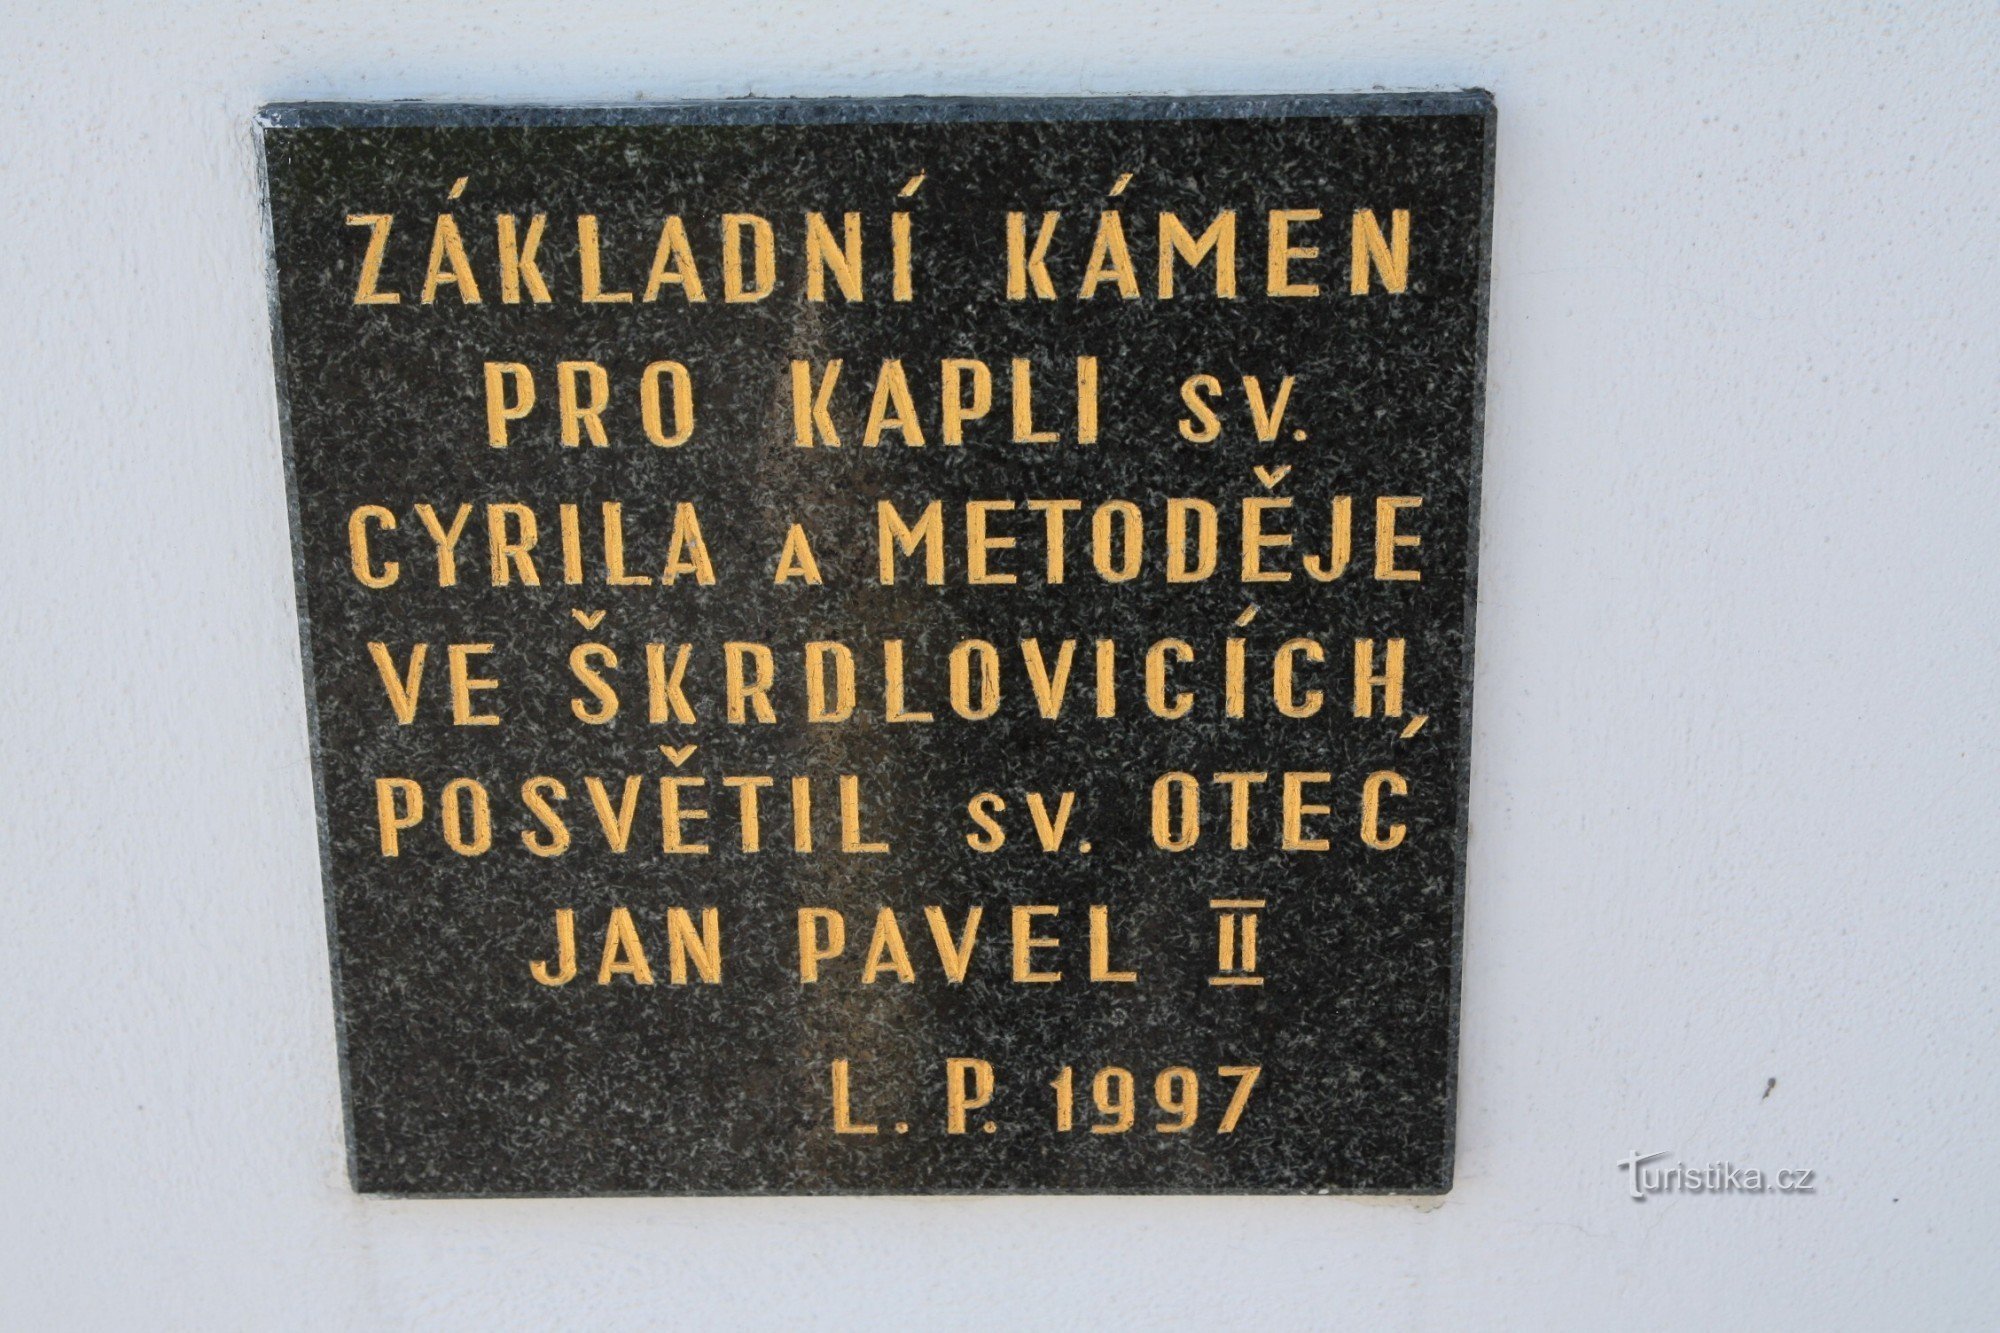 ZÁKLADNÍ KÁMEN
PRO KAPLI SV.
CYRILA A METODĚJE
VE ŠKRDLOVICÍCH,
POSVĚTIL SV. OTEC
JAN PAVEL II
L. P. 1997
Turistika.cz